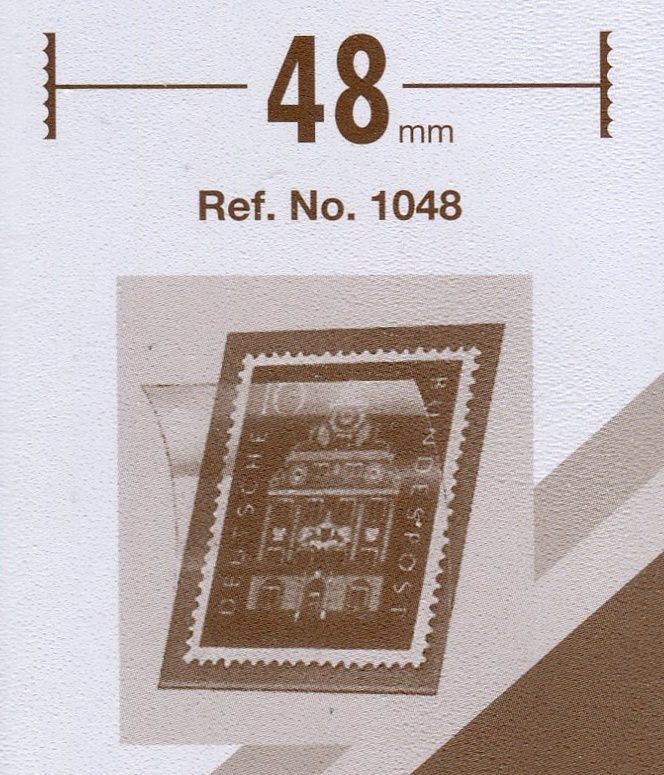 48 mm
Ref. No. 1048
10
DEUTSCHE
BUNDESPOST